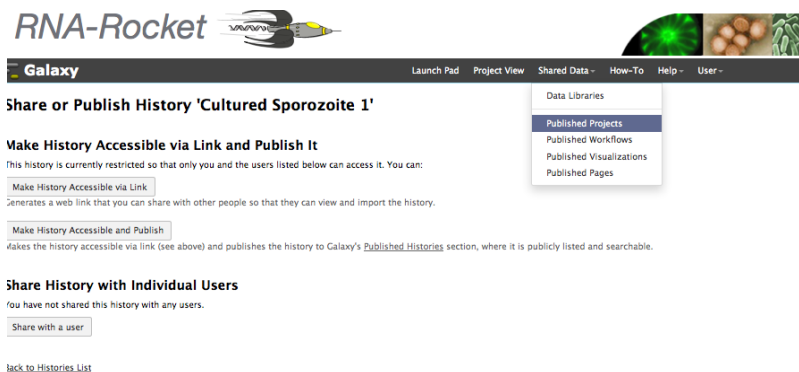 RNA-Rocket
Galaxy
Launch Pad Project View Shared Data How-To Help User
Data Libraries
Published Projects
Published Workflows
Published Visualizations
Published Pages
Share or Publish History 'Cultured Sporozoite 1'
Make History Accessible via Link and Publish It
This history is currently restricted so that only you and the users listed below can access it. You can:
Make History Accessible via Link
Generates a web link that you can share with other people so that they can view and import the history.
Make History Accessible and Publish
Makes the history accessible via link (see above) and publishes the history to Galaxy's Published Histories section, where it is publicly listed and searchable.
Share History with Individual Users
You have not shared this history with any users.
Share with a user
Back to Histories List